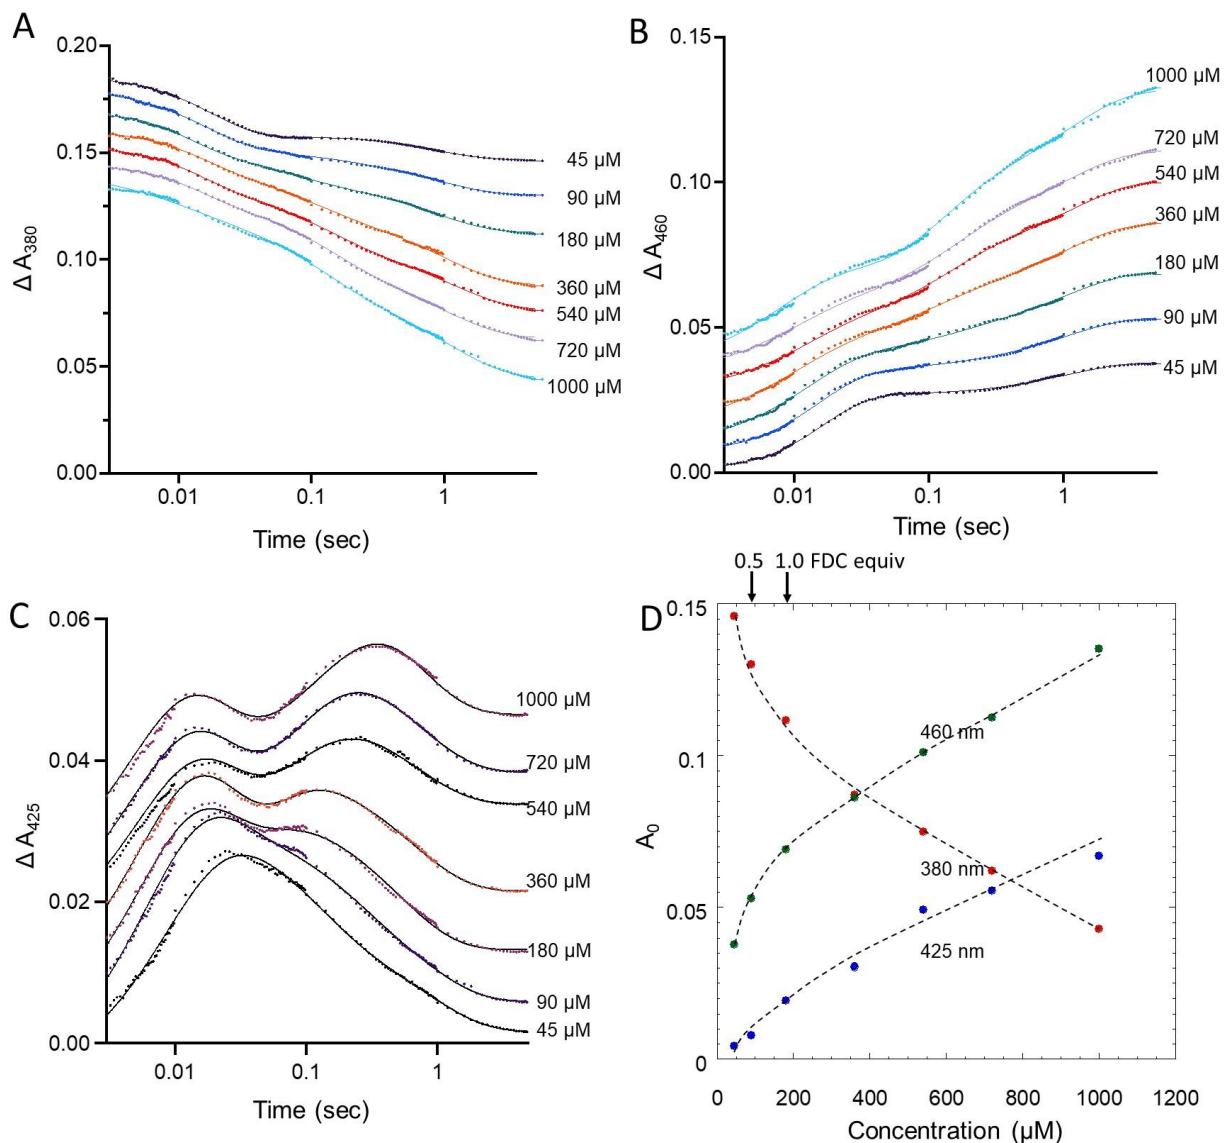 A
0.20
0.15
0.10
0.05
0.00
Δ A380
0.01 0.1 1
Time (sec)
45 µM
90 µM
180 µM
360 µM
540 µM
720 µM
1000 µM
B
0.15
0.10
0.05
0.00
Δ A460
0.01 0.1 1
Time (sec)
1000 µM
720 µM
540 µM
360 µM
180 µM
90 µM
45 µM
C
0.06
0.04
0.02
0.00
Δ A425
0.01 0.1 1
Time (sec)
1000 µM
720 µM
540 µM
360 µM
180 µM
90 µM
45 µM
0.5 1.0 FDC equiv
D
0.15
0.1
0.05
0
A0
460 nm
380 nm
425 nm
0 200 400 600 800 1000 1200
Concentration (µM)